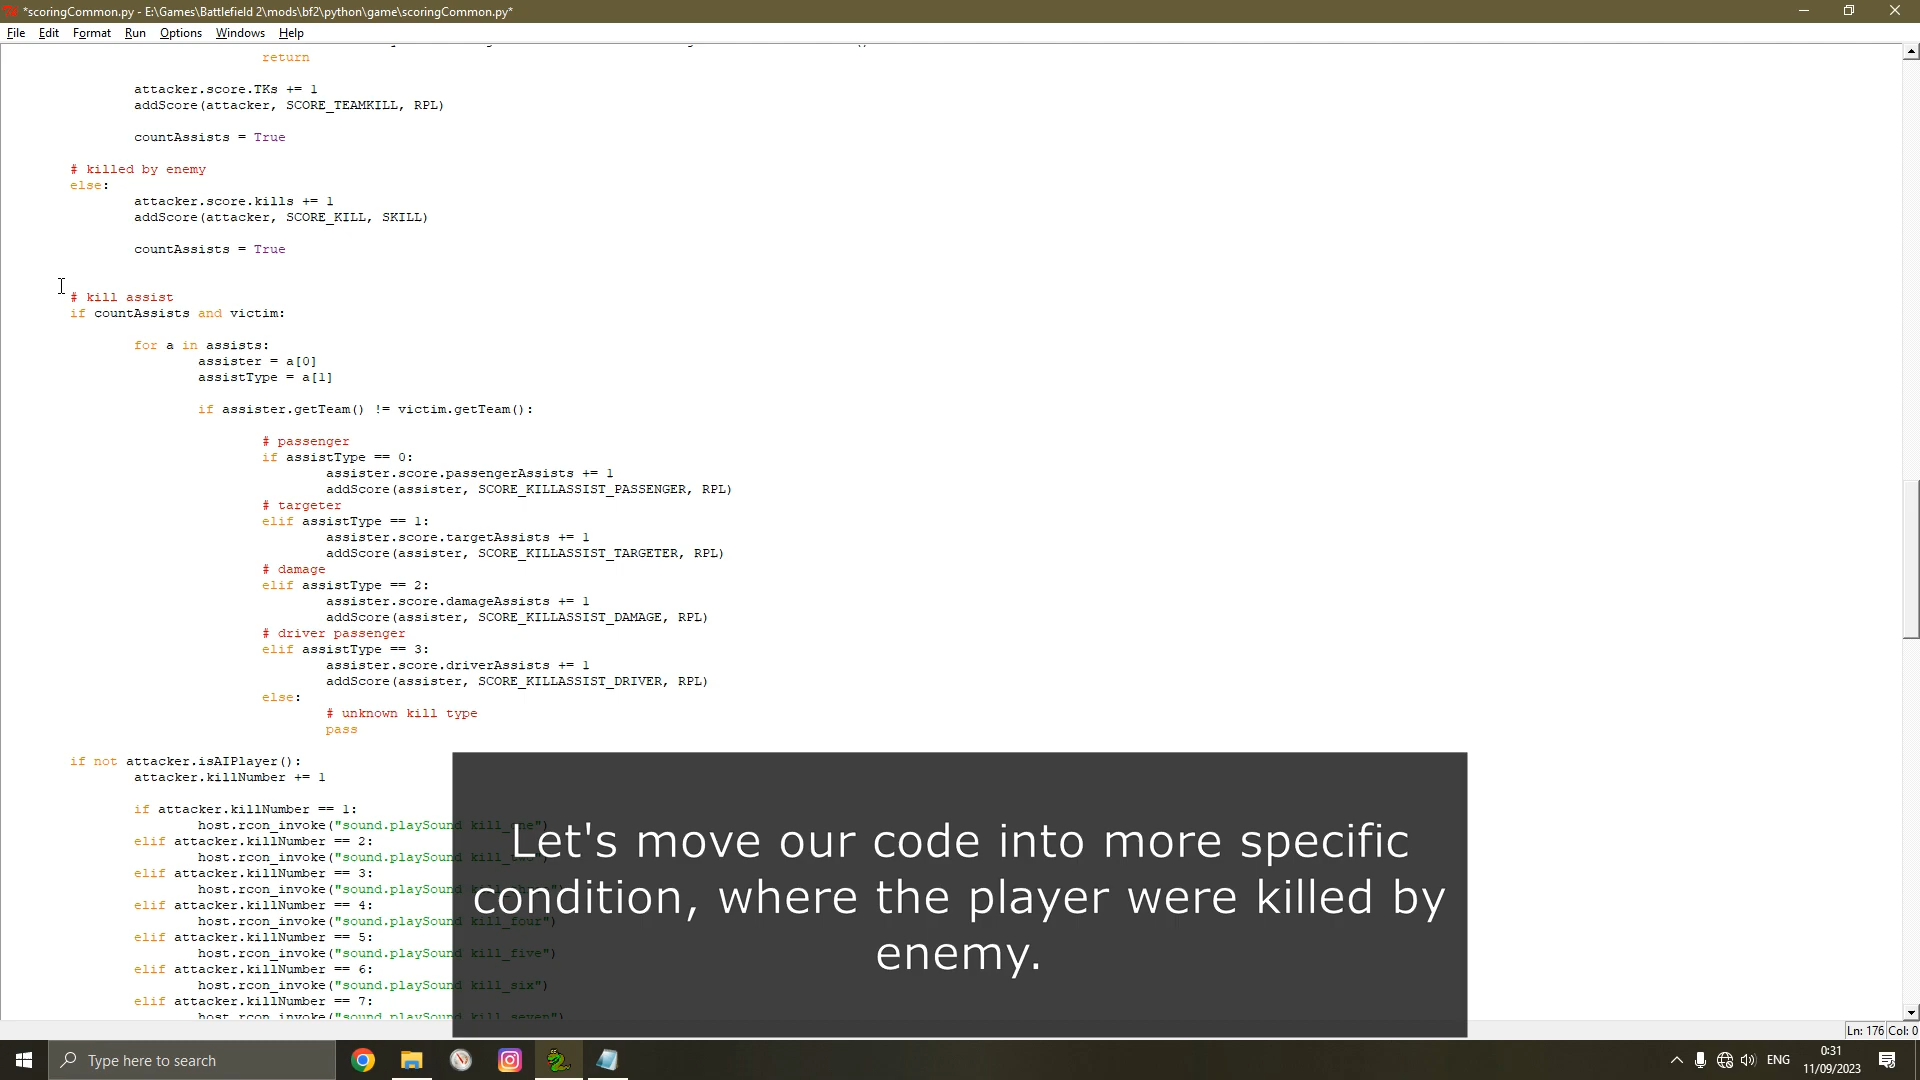 *scoringCommon.py - E:\Games\Battlefield 2\mods\bf2\python\game\scoringCommon.py*
File Edit Format Run Options Windows Help
return
attacker.score.TKs += 1
addScore(attacker, SCORE_TEAMKILL, RPL)
countAssists = True
# killed by enemy
else:
attacker.score.kills += 1
addScore(attacker, SCORE_KILL, SKILL)
countAssists = True
# kill assist
if countAssists and victim:
for a in assists:
assister = a[0]
assistType = a[1]
if assister.getTeam() != victim.getTeam():
# passenger
if assistType == 0:
assister.score.passengerAssists += 1
addScore(assister, SCORE_KILLASSIST_PASSENGER, RPL)
# targeter
elif assistType == 1:
assister.score.targetAssists += 1
addScore(assister, SCORE_KILLASSIST_TARGETER, RPL)
# damage
elif assistType == 2:
assister.score.damageAssists += 1
addScore(assister, SCORE_KILLASSIST_DAMAGE, RPL)
# driver passenger
elif assistType == 3:
assister.score.driverAssists += 1
addScore(assister, SCORE_KILLASSIST_DRIVER, RPL)
else:
# unknown kill type
pass
if not attacker.isAIPlayer():
attacker.killNumber += 1
if attacker.killNumber == 1:
host.rcon_invoke("sound.playSound kill_one")
elif attacker.killNumber == 2:
host.rcon_invoke("sound.playSound kill_two")
elif attacker.killNumber == 3:
host.rcon_invoke("sound.playSound kill_three")
elif attacker.killNumber == 4:
host.rcon_invoke("sound.playSound kill_four")
elif attacker.killNumber == 5:
host.rcon_invoke("sound.playSound kill_five")
elif attacker.killNumber == 6:
host.rcon_invoke("sound.playSound kill_six")
elif attacker.killNumber == 7:
host.rcon_invoke("sound.playSound kill_seven")
Let's move our code into more specific
condition, where the player were killed by
enemy.
Ln: 176 Col: 0
Type here to search
ENG
0:31
11/09/2023